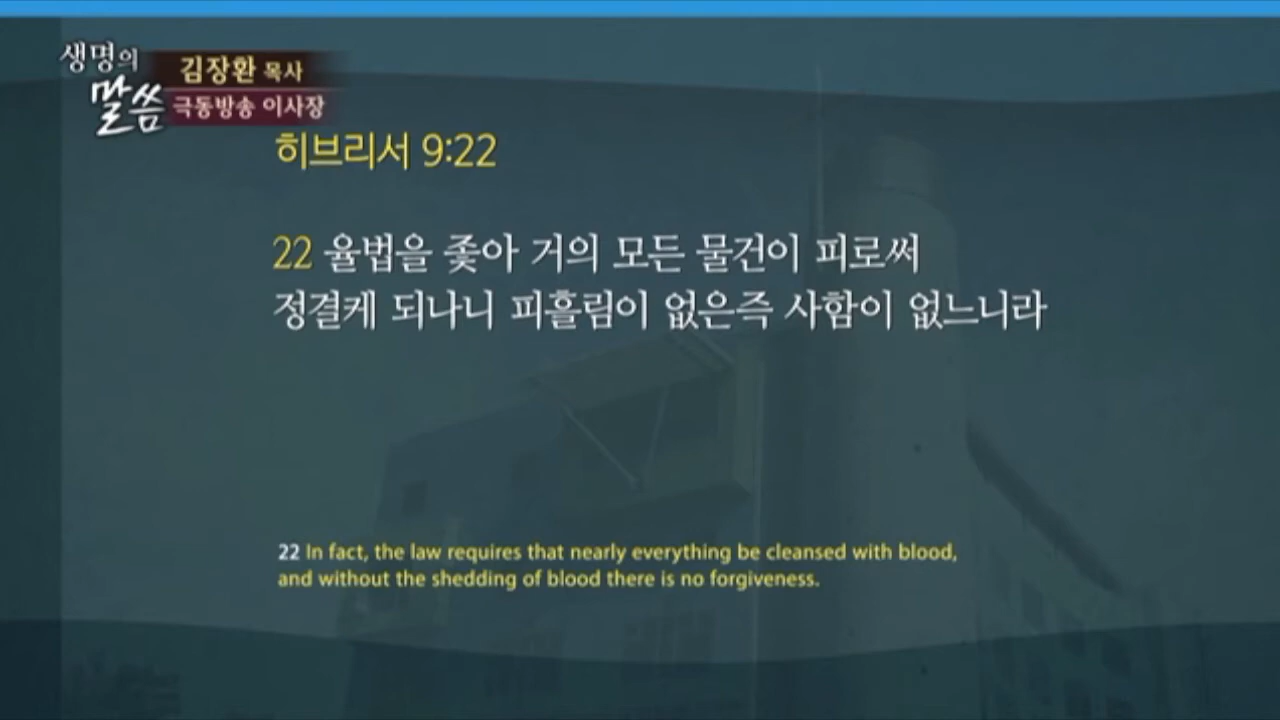 생명의
말씀
김장환 목사
극동방송 이사장
히브리서 9:22
22 율법을 좇아 거의 모든 물건이 피로써
정결케 되나니 피흘림이 없은즉 사함이 없느니라
22 In fact, the law requires that nearly everything be cleansed with blood,
and without the shedding of blood there is no forgiveness.